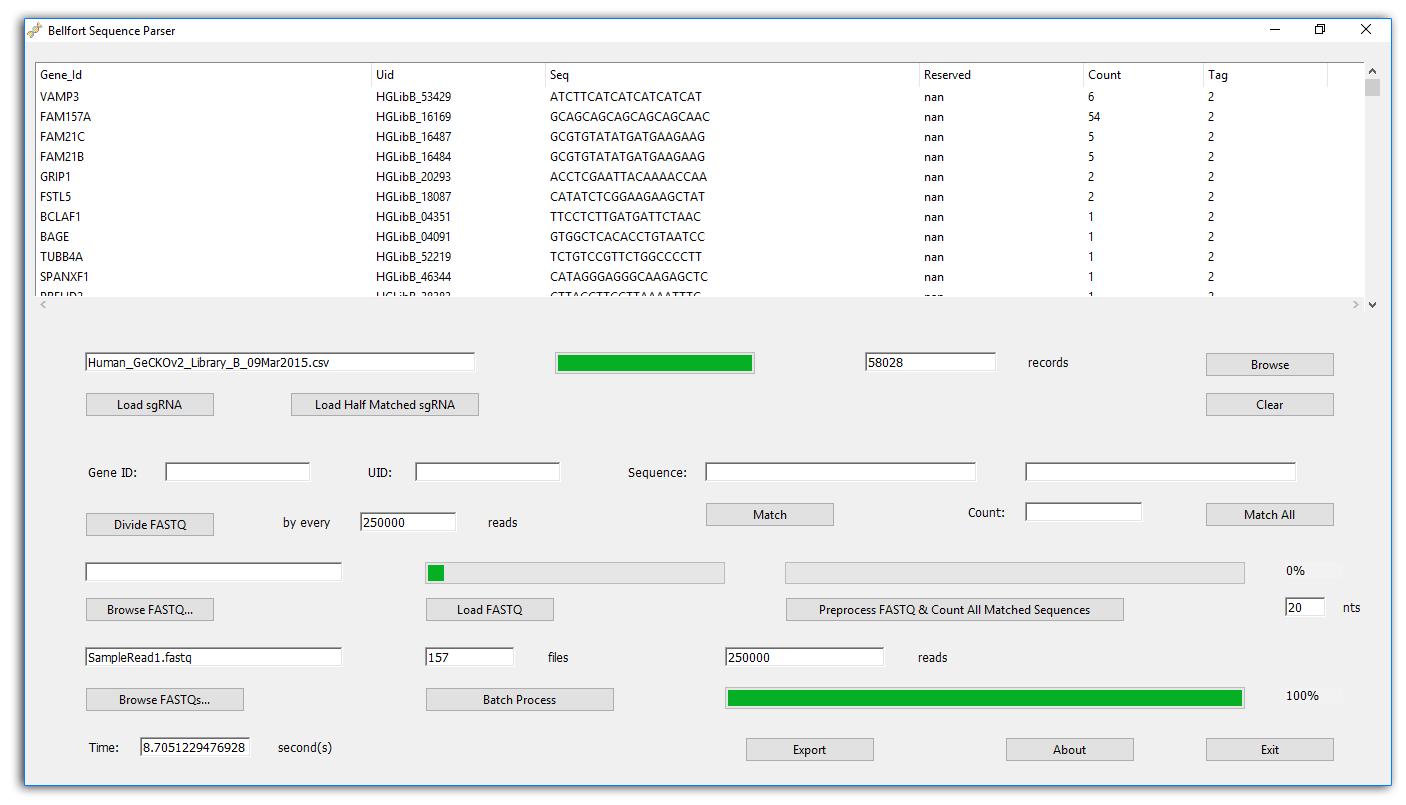 Bellfort Sequence Parser
Gene_Id Uid Seq Reserved Count Tag
VAMP3 HGLibB_53429 ATCTTCATCATCATCATCAT nan 6 2
FAM157A HGLibB_16169 GCAGCAGCAGCAGCAGCAAC nan 54 2
FAM21C HGLibB_16487 GCGTGTATATGATGAAGAAG nan 5 2
FAM21B HGLibB_16484 GCGTGTATATGATGAAGAAG nan 5 2
GRIP1 HGLibB_20293 ACCTCGAATTACAAAACCAA nan 2 2
FSTL5 HGLibB_18087 CATATCTCGGAAGAAGCTAT nan 2 2
BCLAF1 HGLibB_04351 TTCCTCTTGATGATTCTAAC nan 1 2
BAGE HGLibB_04091 GTGGCTCACACCTGTAATCC nan 1 2
TUBB4A HGLibB_52219 TCTGTCCGTTCTGGCCCCTT nan 1 2
SPANXF1 HGLibB_46344 CATAGGGAGGGCAAGAGCTC nan 1 2
nan 1 2
Human_GeCKOv2_Library_B_09Mar2015.csv 58028 records Browse
Load sgRNA Load Half Matched sgRNA Clear
Gene ID: UID: Sequence:
Divide FASTQ by every 250000 reads Match Count: Match All
0%
Browse FASTQ... Load FASTQ Preprocess FASTQ & Count All Matched Sequences 20 nts
SampleRead1.fastq 157 files 250000 reads
Browse FASTQs... Batch Process 100%
Time: 8.7051229476928 second(s) Export About Exit